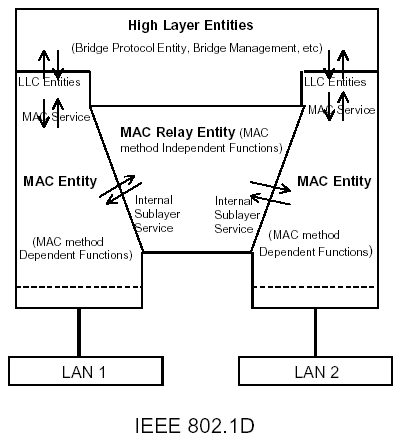 High Layer Entities
(Bridge Protocol Entity, Bridge Management, etc)
LLC Entities
LLC Entities
MAC Service
MAC Service
MAC Relay Entity (MAC
method Independent Functions)
MAC Entity
MAC Entity
Internal
Sublayer
Service
Internal
Sublayer
Service
(MAC method
Dependent Functions)
(MAC method
Dependent Functions)
LAN 1
LAN 2
IEEE 802.1D